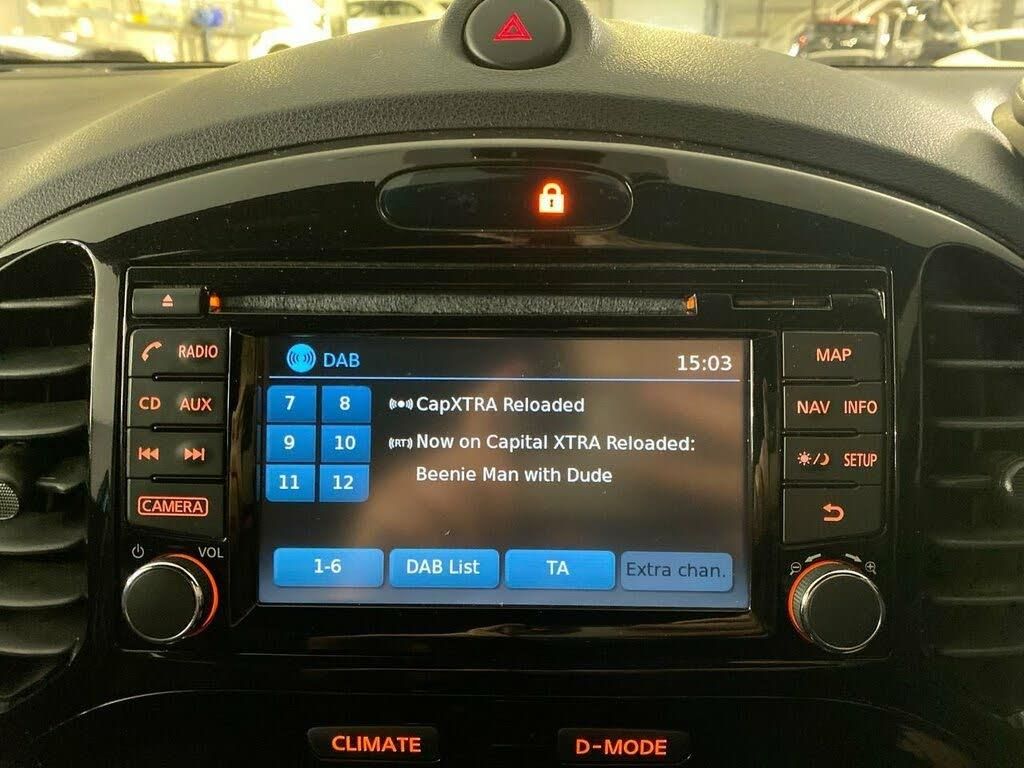 RADIO
CD AUX
CAMERA
VOL
DAB 15:03
7 8
9 10
11 12
CapXTRA Reloaded
(RT) Now on Capital XTRA Reloaded:
Beenie Man with Dude
1-6 DAB List TA Extra chan.
MAP
NAV INFO
SETUP
CLIMATE D-MODE